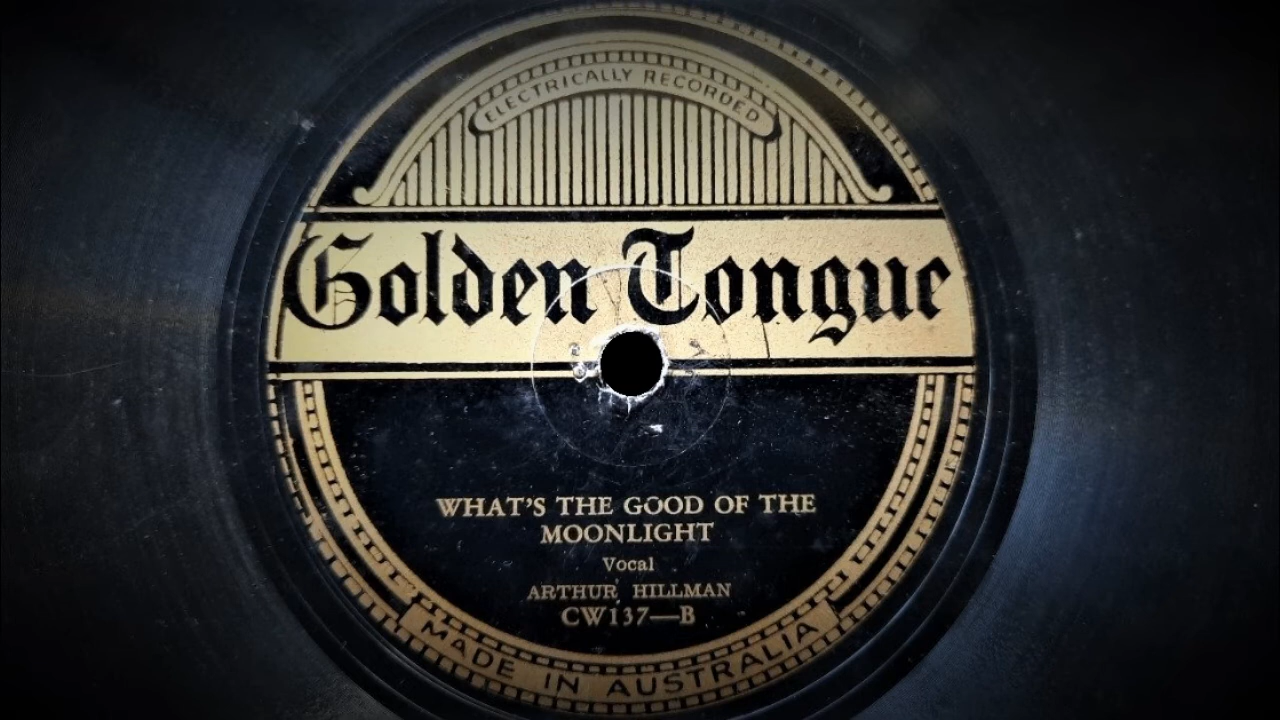 ELECTRICALLY RECORDED
Golden Tongue
WHAT'S THE GOOD OF THE
MOONLIGHT
Vocal
ARTHUR HILLMAN
CW137—B
MADE IN AUSTRALIA